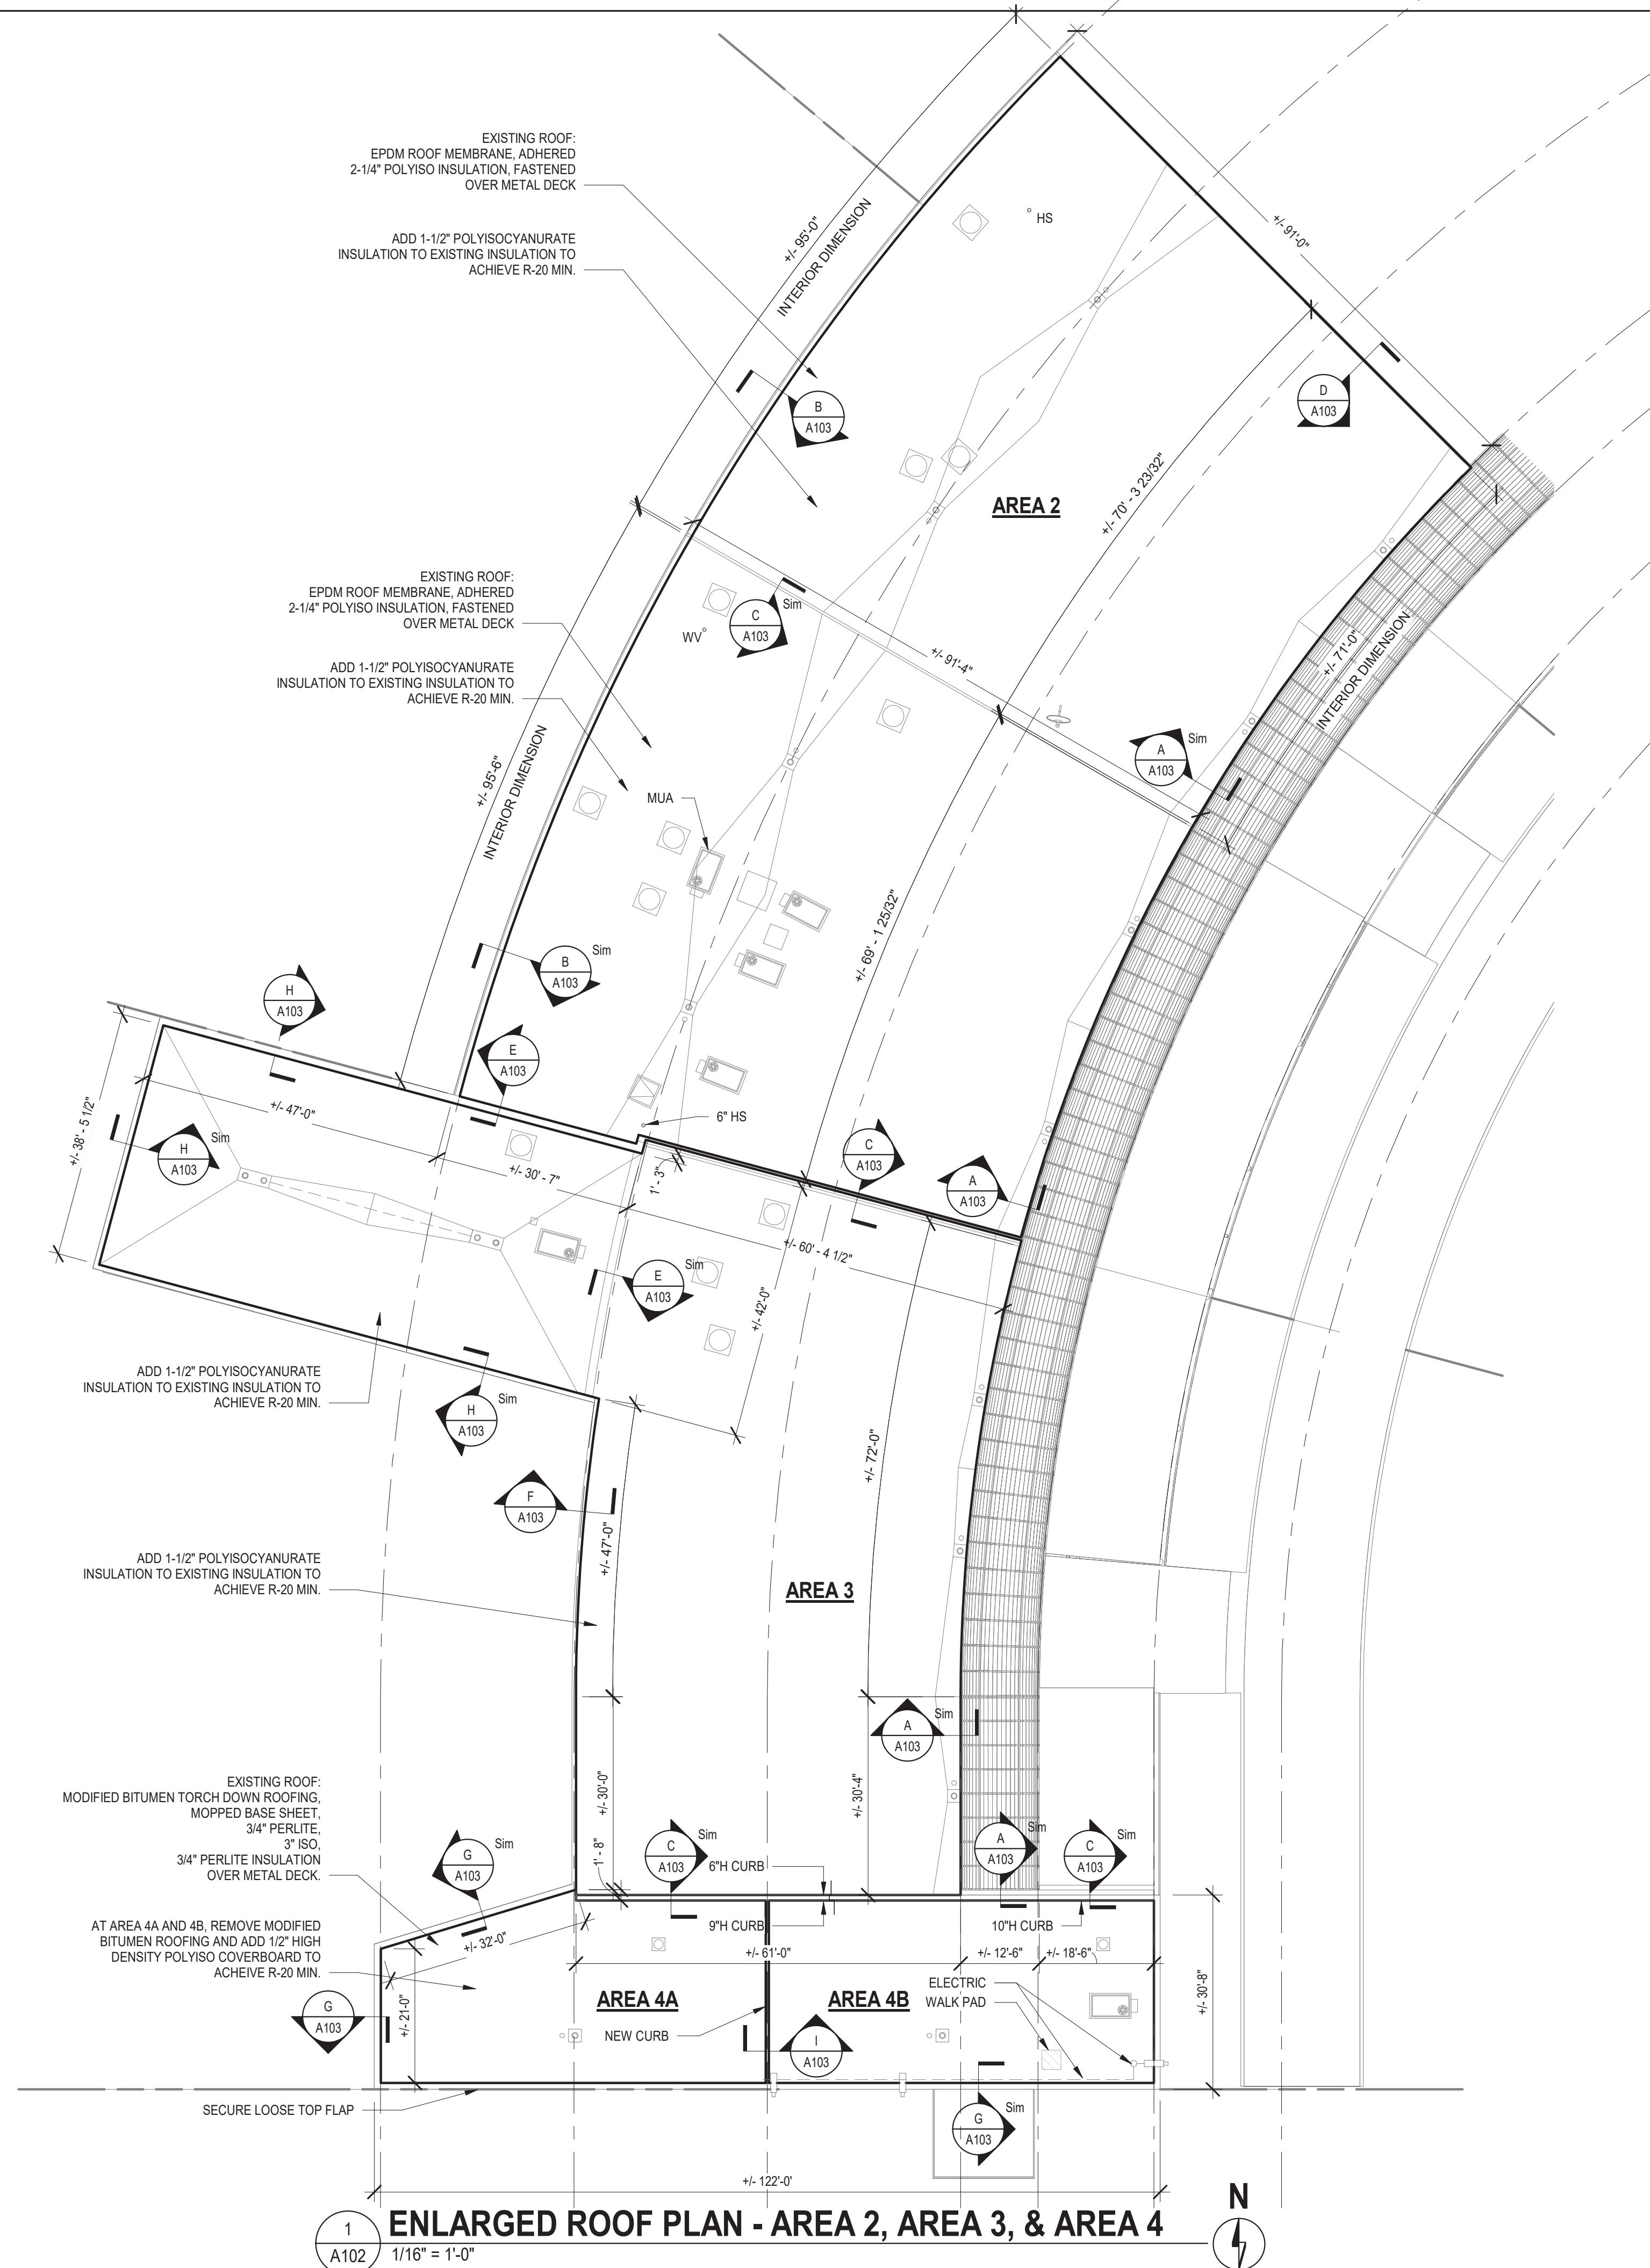 EXISTING ROOF:
EPDM ROOF MEMBRANE, ADHERED
2-1/4" POLYISO INSULATION, FASTENED
OVER METAL DECK
ADD 1-1/2" POLYISOCYANURATE
INSULATION TO EXISTING INSULATION TO
ACHIEVE R-20 MIN.
+/- 95'-0"
INTERIOR DIMENSION
HS
+/- 91'-0"
B
A103
D
A103
AREA 2
+/- 70' - 3 23/32"
EXISTING ROOF:
EPDM ROOF MEMBRANE, ADHERED
2-1/4" POLYISO INSULATION, FASTENED
OVER METAL DECK
ADD 1-1/2" POLYISOCYANURATE
INSULATION TO EXISTING INSULATION TO
ACHIEVE R-20 MIN.
C
A103
Sim
WV
+/- 91'-4"
+/- 71'-0"
INTERIOR DIMENSION
A
A103
Sim
+/- 95'-6"
INTERIOR DIMENSION
MUA
+/- 69' - 1 25/32"
B
A103
Sim
H
A103
E
A103
6" HS
+/- 47'-0"
+/- 38' - 5 1/2"
H
A103
Sim
+/- 30' - 7"
1' - 3"
C
A103
A
A103
+/- 60' - 4 1/2"
E
A103
Sim
+/- 42'-0"
ADD 1-1/2" POLYISOCYANURATE
INSULATION TO EXISTING INSULATION TO
ACHIEVE R-20 MIN.
H
A103
Sim
+/- 72'-0"
F
A103
+/- 47'-0"
ADD 1-1/2" POLYISOCYANURATE
INSULATION TO EXISTING INSULATION TO
ACHIEVE R-20 MIN.
AREA 3
A
A103
Sim
EXISTING ROOF:
MODIFIED BITUMEN TORCH DOWN ROOFING,
MOPPED BASE SHEET,
3/4" PERLITE,
3" ISO,
3/4" PERLITE INSULATION
OVER METAL DECK.
+/- 30'-0"
+/- 30'-4"
1' - 8"
G
A103
Sim
C
A103
Sim
6"H CURB
A
A103
Sim
C
A103
Sim
AT AREA 4A AND 4B, REMOVE MODIFIED
BITUMEN ROOFING AND ADD 1/2" HIGH
DENSITY POLYISO COVERBOARD TO
ACHEIVE R-20 MIN.
9"H CURB
10"H CURB
+/- 32'-0"
+/- 61'-0"
+/- 12'-6"
+/- 18'-6"
ELECTRIC
WALK PAD
AREA 4A
AREA 4B
+/- 30'-8"
G
A103
+/- 21-0"
NEW CURB
I
A103
SECURE LOOSE TOP FLAP
G
A103
Sim
+/- 122'-0'
1
A102
ENLARGED ROOF PLAN - AREA 2, AREA 3, & AREA 4
1/16" = 1'-0"
N